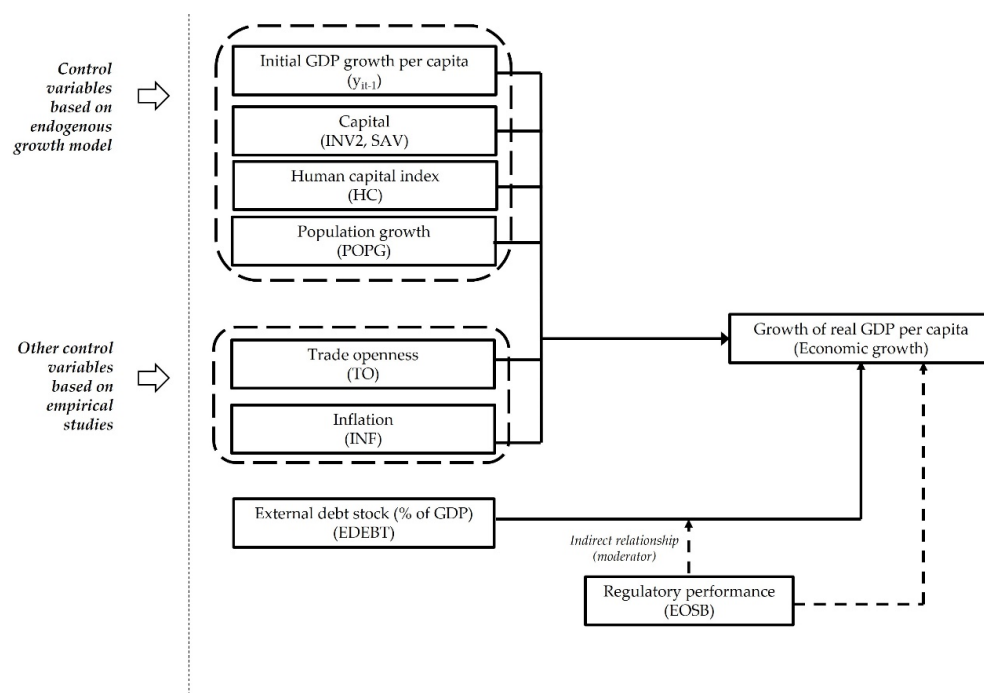 Control
variables
based on
endogenous
growth model
Initial GDP growth per capita
(yit-1)
Capital
(INV2, SAV)
Human capital index
(HC)
Population growth
(POPG)
Other control
variables
based on
empirical
studies
Trade openness
(TO)
Inflation
(INF)
Growth of real GDP per capita
(Economic growth)
External debt stock (% of GDP)
(EDEBT)
Indirect relationship
(moderator)
Regulatory performance
(EOSB)